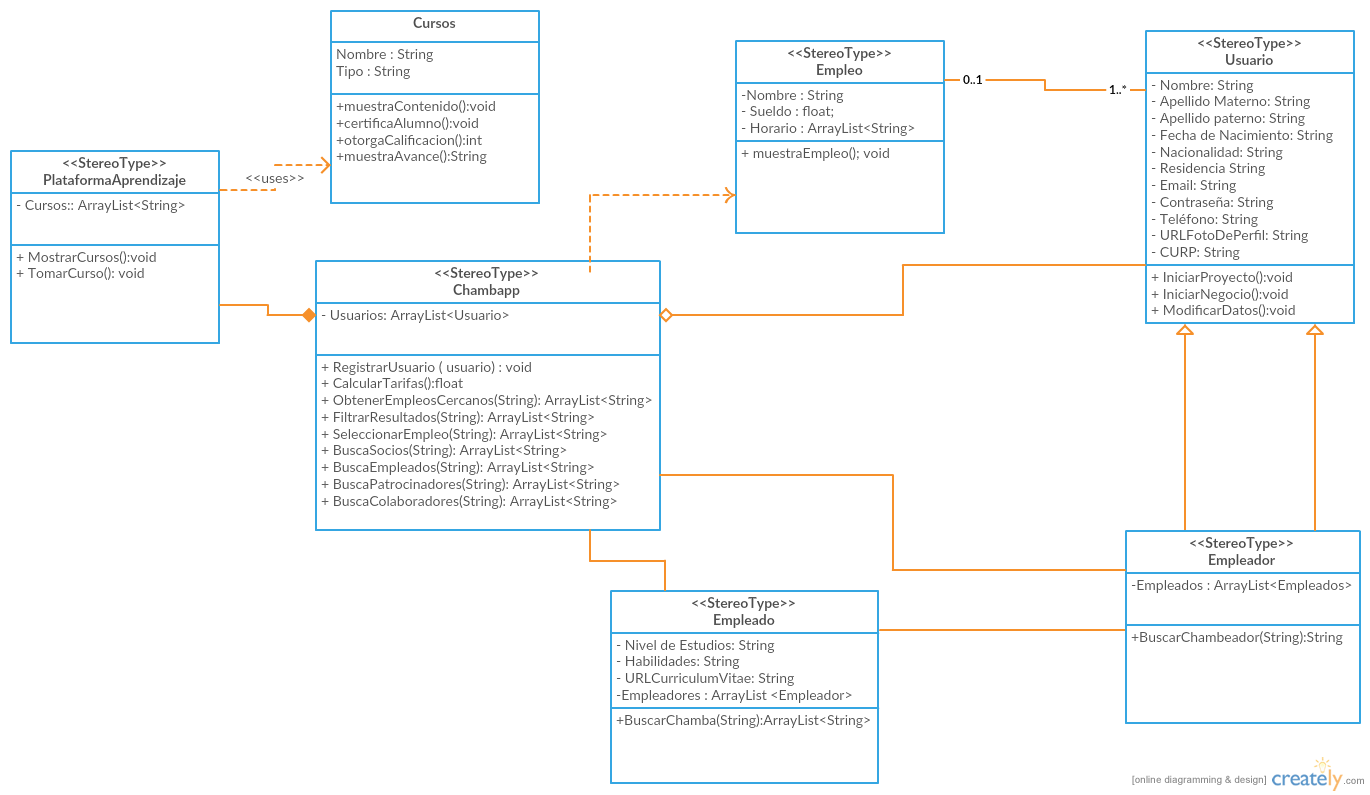 Cursos
Nombre : String
Tipo : String
+muestraContenido():void
+certificaAlumno():void
+otorgaCalificacion():int
+muestraAvance():String
<<StereoType>>
Empleo
-Nombre : String
- Sueldo : float;
- Horario : ArrayList<String>
+ muestraEmpleo(); void
0..1
1..*
<<StereoType>>
Usuario
- Nombre: String
- Apellido Materno: String
- Apellido paterno: String
- Fecha de Nacimiento: String
- Nacionalidad: String
- Residencia String
- Email: String
- Contraseña: String
- Teléfono: String
- URLFotoDePerfil: String
- CURP: String
+ IniciarProyecto():void
+ IniciarNegocio():void
+ ModificarDatos():void
<<StereoType>>
PlataformaAprendizaje
- Cursos:: ArrayList<String>
+ MostrarCursos():void
+ TomarCurso(): void
<<uses>>
<<StereoType>>
Chambapp
- Usuarios: ArrayList<Usuario>
+ RegistrarUsuario ( usuario) : void
+ CalcularTarifas():float
+ ObtenerEmpleosCercanos(String): ArrayList<String>
+ FiltrarResultados(String): ArrayList<String>
+ SeleccionarEmpleo(String): ArrayList<String>
+ BuscaSocios(String): ArrayList<String>
+ BuscaEmpleados(String): ArrayList<String>
+ BuscaPatrocinadores(String): ArrayList<String>
+ BuscaColaboradores(String): ArrayList<String>
<<StereoType>>
Empleado
- Nivel de Estudios: String
- Habilidades: String
- URLCurriculumVitae: String
-Empleadores : ArrayList <Empleador>
+BuscarChamba(String):ArrayList<String>
<<StereoType>>
Empleador
-Empleados : ArrayList<Empleados>
+BuscarChambeador(String):String
[online diagramming & design] creately.com